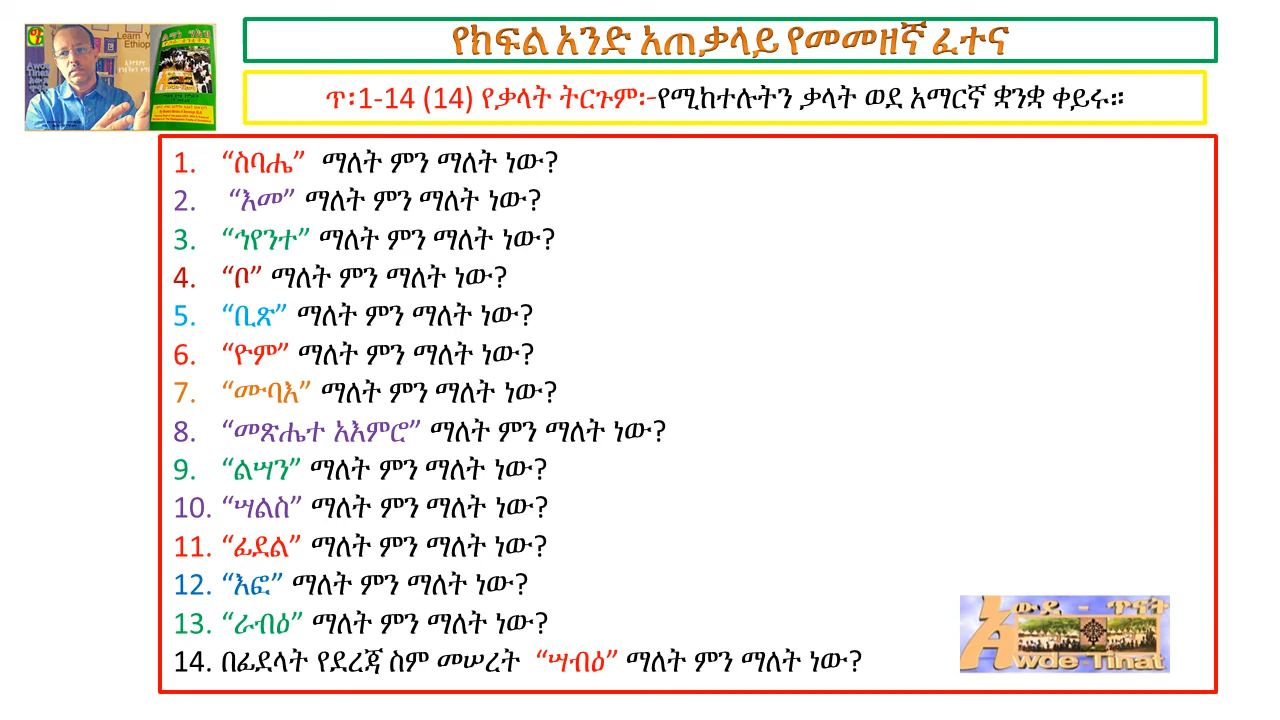 የክፍል አንድ አጠቃላይ የመመዘኛ ፈተና
ጥ፡1-14 (14) የቃላት ትርጉም፡-የሚከተሉትን ቃላት ወደ አማርኛ ቋንቋ ቀይሩ።
1. “ስባሔ” ማለት ምን ማለት ነው?
2. “እመ” ማለት ምን ማለት ነው?
3. “ኅየንተ” ማለት ምን ማለት ነው?
4. “ቦ” ማለት ምን ማለት ነው?
5. “ቢጽ” ማለት ምን ማለት ነው?
6. “ዮም” ማለት ምን ማለት ነው?
7. “ሙባእ” ማለት ምን ማለት ነው?
8. “መጽሔተ አእምሮ” ማለት ምን ማለት ነው?
9. “ልሣን” ማለት ምን ማለት ነው?
10. “ሣልስ” ማለት ምን ማለት ነው?
11. “ፊደል” ማለት ምን ማለት ነው?
12. “እፎ” ማለት ምን ማለት ነው?
13. “ራብዕ” ማለት ምን ማለት ነው?
14. በፊደላት የደረጃ ስም መሠረት “ሣብዕ” ማለት ምን ማለት ነው?
አውደ - ጥናት
Awde-Tinat